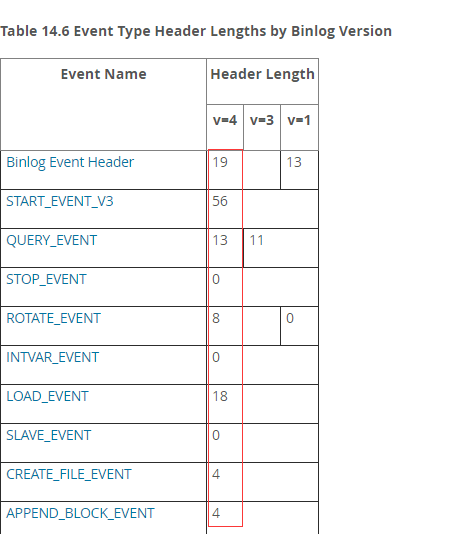 Table 14.6 Event Type Header Lengths by Binlog Version
Event Name Header Length
v=4 v=3 v=1
Binlog Event Header 19 13
START_EVENT_V3 56
QUERY_EVENT 13 11
STOP_EVENT 0
ROTATE_EVENT 8 0
INTVAR_EVENT 0
LOAD_EVENT 18
SLAVE_EVENT 0
CREATE_FILE_EVENT 4
APPEND_BLOCK_EVENT 4